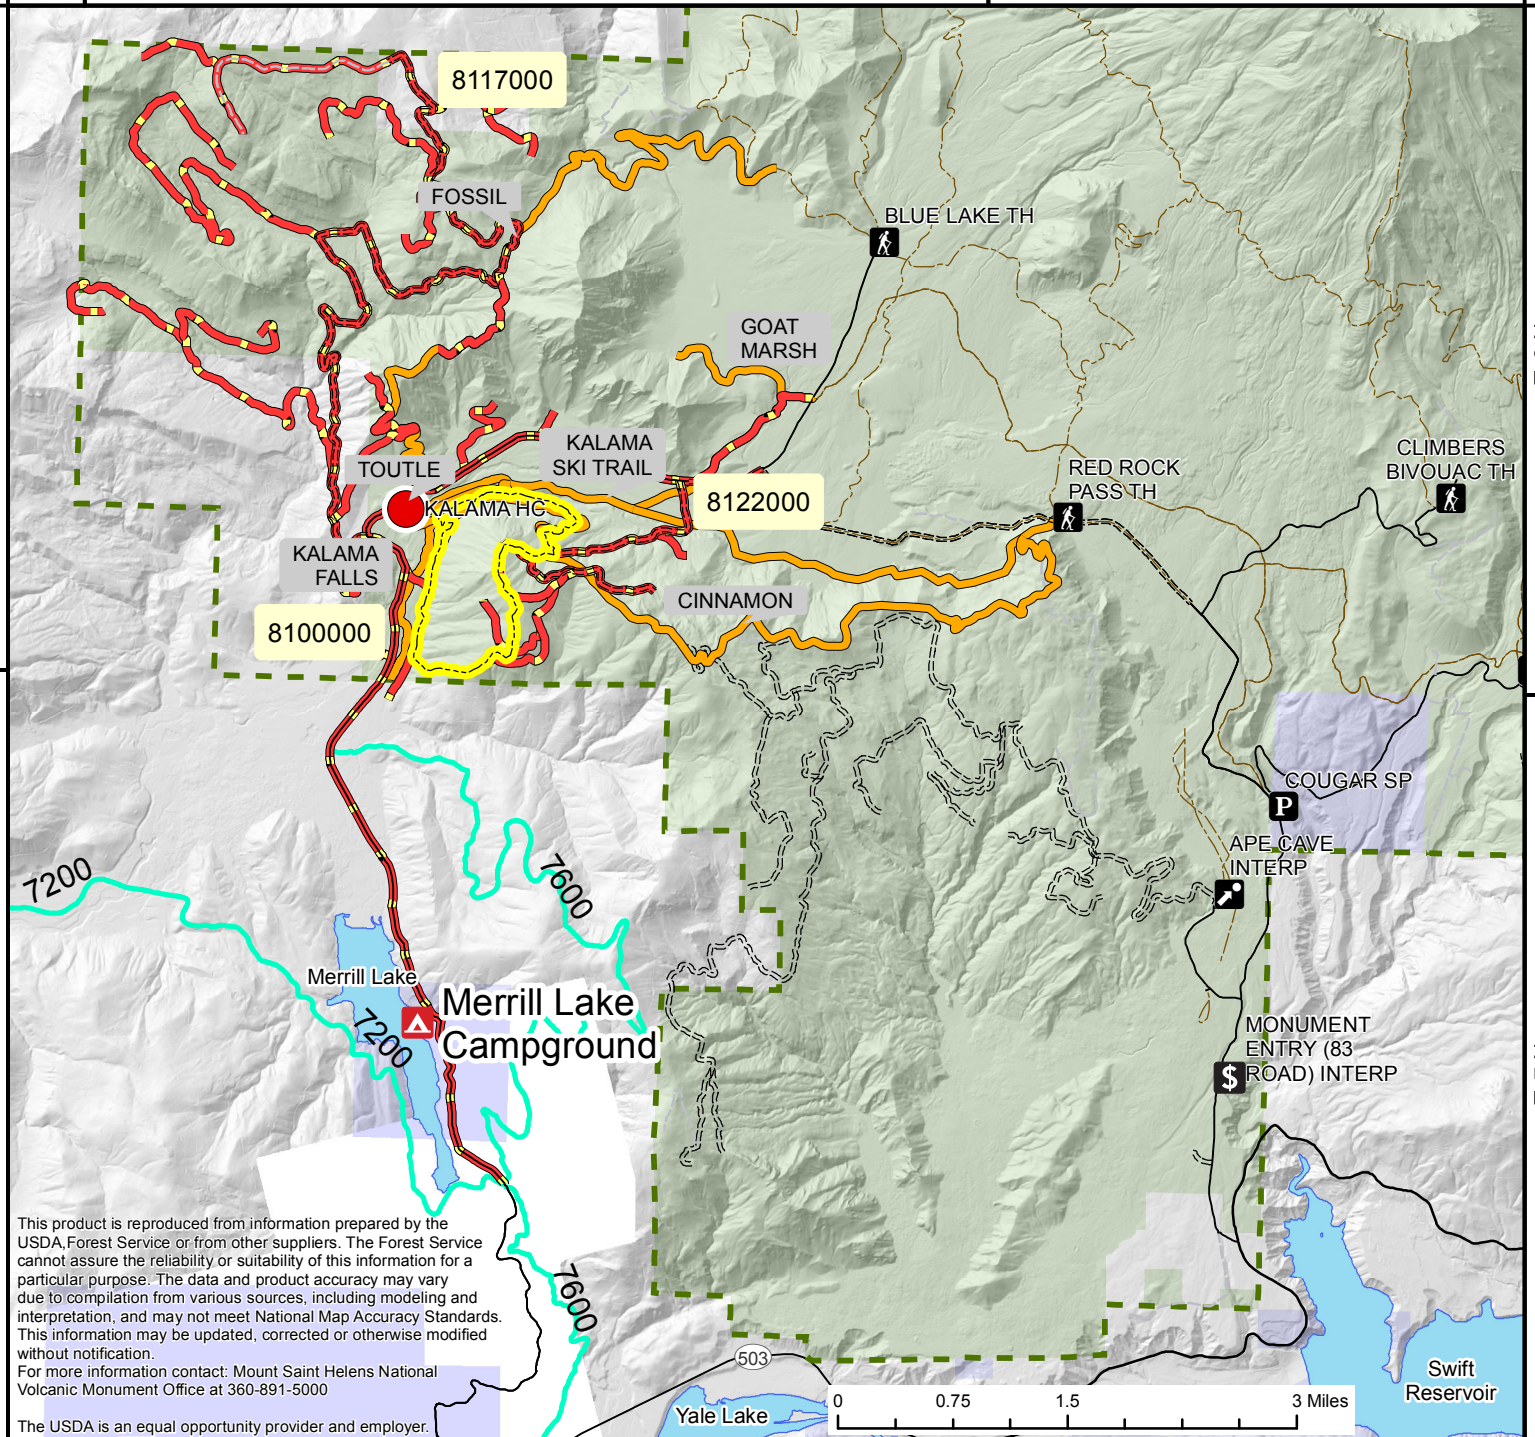 8117000
FOSSIL
BLUE LAKE TH
GOAT
MARSH
KALAMA
SKI TRAIL
TOUTLE
KALAMA HC
8122000
RED ROCK
PASS TH
CLIMBERS
BIVOUAC TH
KALAMA
FALLS
CINNAMON
8100000
COUGAR SP
P
APE CAVE
INTERP
7200
7600
Merrill Lake
Merrill Lake
Campground
7200
MONUMENT
ENTRY (83
ROAD) INTERP
$
This product is reproduced from information prepared by the
USDA,Forest Service or from other suppliers. The Forest Service
cannot assure the reliability or suitability of this information for a
particular purpose. The data and product accuracy may vary
due to compilation from various sources, including modeling and
interpretation, and may not meet National Map Accuracy Standards.
This information may be updated, corrected or otherwise modified
without notification.
For more information contact: Mount Saint Helens National
Volcanic Monument Office at 360-891-5000
The USDA is an equal opportunity provider and employer.
7600
503
Yale Lake
Swift
Reservoir
0 0.75 1.5 3 Miles